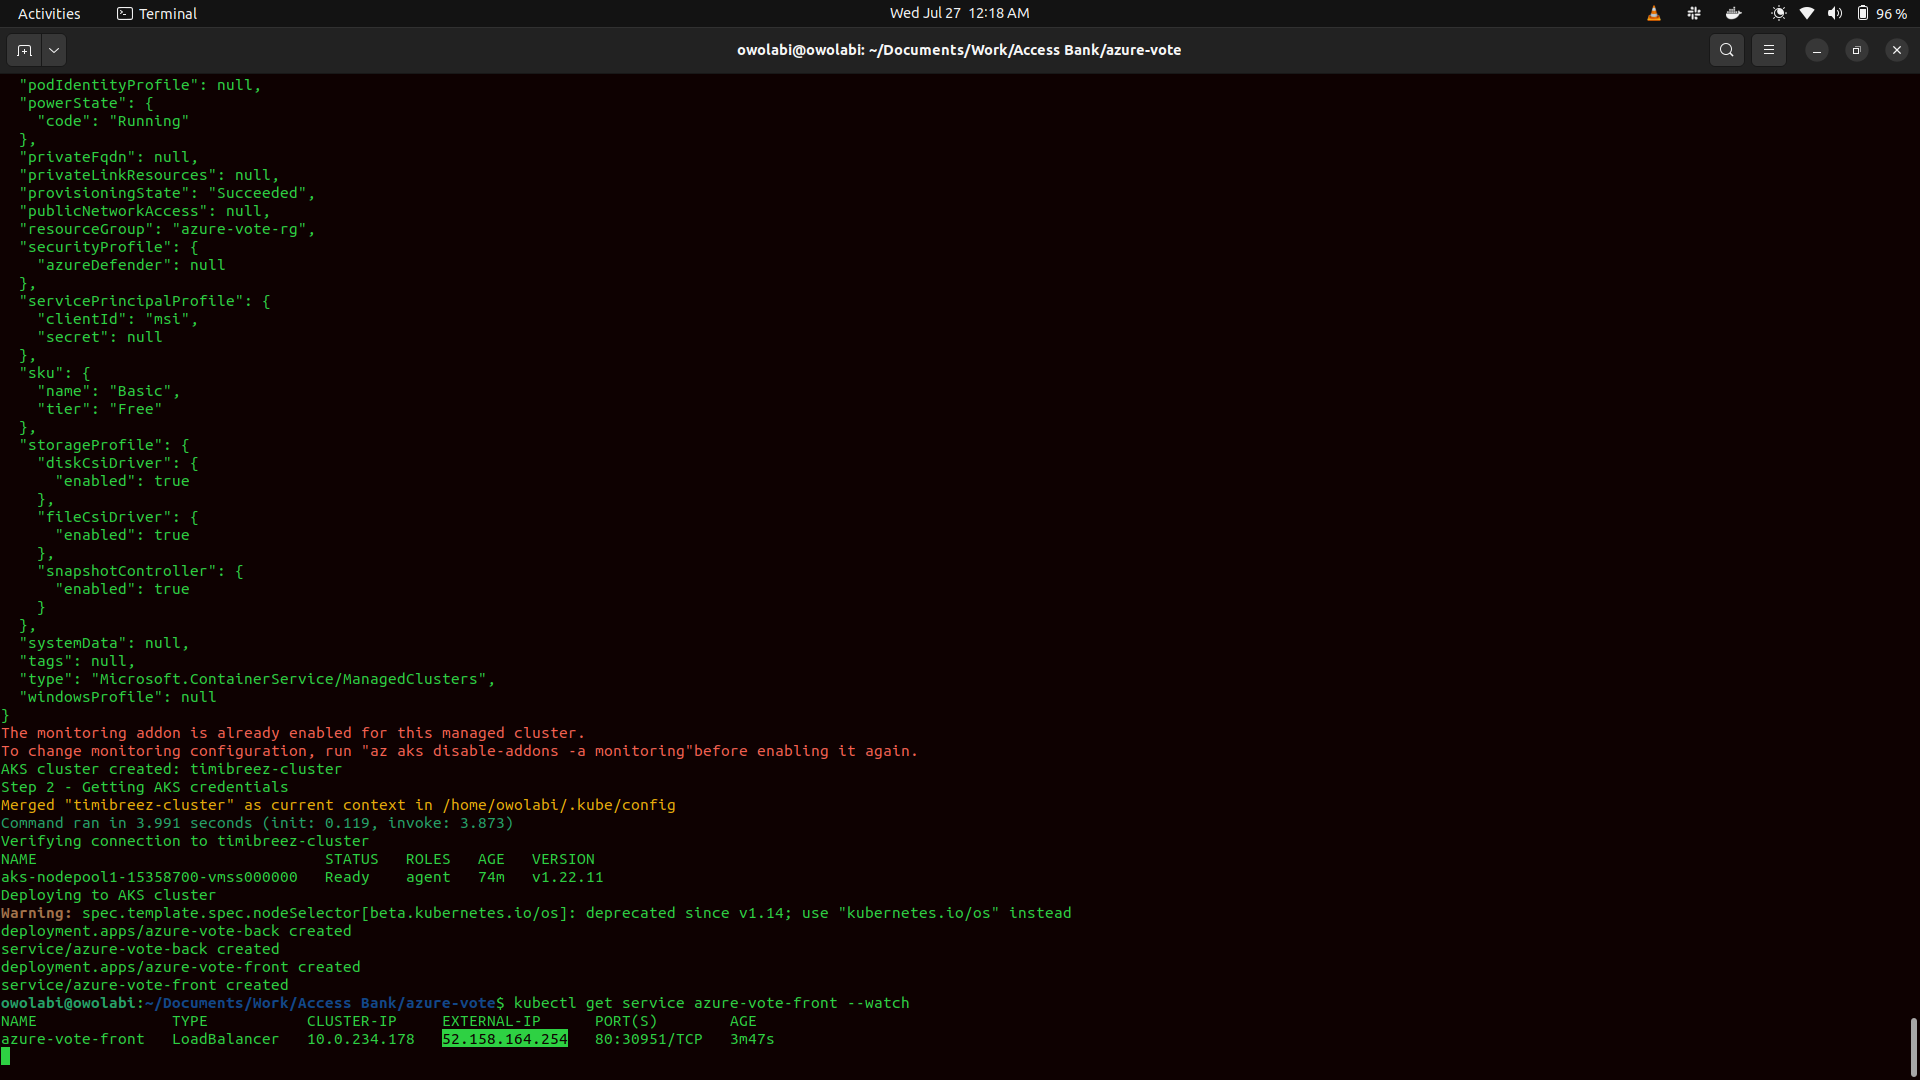 Activities Terminal Wed Jul 27 12:18 AM 96 %
owolabi@owolabi: ~/Documents/Work/Access Bank/azure-vote
  "podIdentityProfile": null,
  "powerState": {
    "code": "Running"
  },
  "privateFqdn": null,
  "privateLinkResources": null,
  "provisioningState": "Succeeded",
  "publicNetworkAccess": null,
  "resourceGroup": "azure-vote-rg",
  "securityProfile": {
    "azureDefender": null
  },
  "servicePrincipalProfile": {
    "clientId": "msi",
    "secret": null
  },
  "sku": {
    "name": "Basic",
    "tier": "Free"
  },
  "storageProfile": {
    "diskCsiDriver": {
      "enabled": true
    },
    "fileCsiDriver": {
      "enabled": true
    },
    "snapshotController": {
      "enabled": true
    }
  },
  "systemData": null,
  "tags": null,
  "type": "Microsoft.ContainerService/ManagedClusters",
  "windowsProfile": null
}
The monitoring addon is already enabled for this managed cluster.
To change monitoring configuration, run "az aks disable-addons -a monitoring"before enabling it again.
AKS cluster created: timibreez-cluster
Step 2 - Getting AKS credentials
Merged "timibreez-cluster" as current context in /home/owolabi/.kube/config
Command ran in 3.991 seconds (init: 0.119, invoke: 3.873)
Verifying connection to timibreez-cluster
NAME                                STATUS   ROLES   AGE   VERSION
aks-nodepool1-15358700-vmss000000   Ready    agent   74m   v1.22.11
Deploying to AKS cluster
Warning: spec.template.spec.nodeSelector[beta.kubernetes.io/os]: deprecated since v1.14; use "kubernetes.io/os" instead
deployment.apps/azure-vote-back created
service/azure-vote-back created
deployment.apps/azure-vote-front created
service/azure-vote-front created
owolabi@owolabi:~/Documents/Work/Access Bank/azure-vote$ kubectl get service azure-vote-front --watch
NAME               TYPE           CLUSTER-IP     EXTERNAL-IP      PORT(S)        AGE
azure-vote-front   LoadBalancer   10.0.234.178   52.158.164.254   80:30951/TCP   3m47s